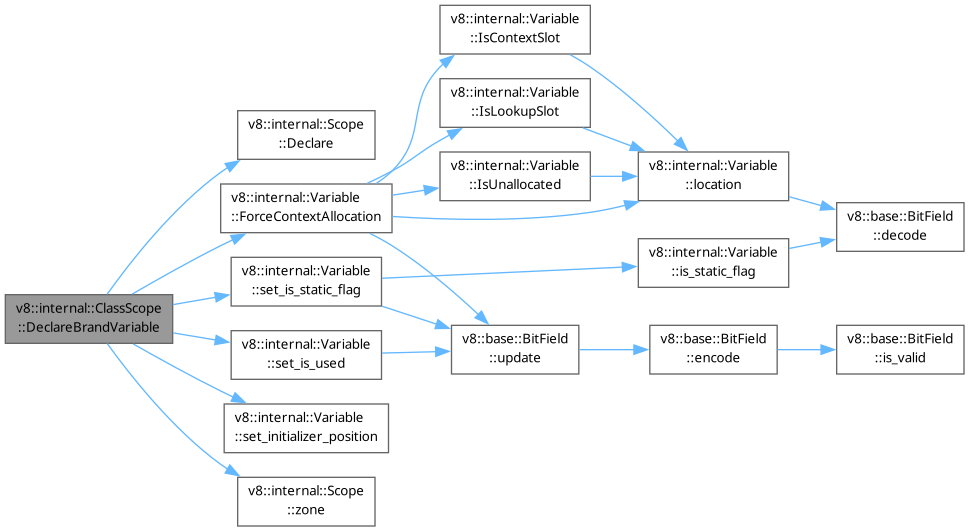 v8::internal::ClassScope
::DeclareBrandVariable
v8::internal::Scope
::Declare
v8::internal::Variable
::ForceContextAllocation
v8::internal::Variable
::set_is_static_flag
v8::internal::Variable
::set_is_used
v8::internal::Variable
::set_initializer_position
v8::internal::Scope
::zone
v8::internal::Variable
::IsContextSlot
v8::internal::Variable
::IsLookupSlot
v8::internal::Variable
::IsUnallocated
v8::base::BitField
::update
v8::internal::Variable
::location
v8::internal::Variable
::is_static_flag
v8::base::BitField
::encode
v8::base::BitField
::decode
v8::base::BitField
::is_valid